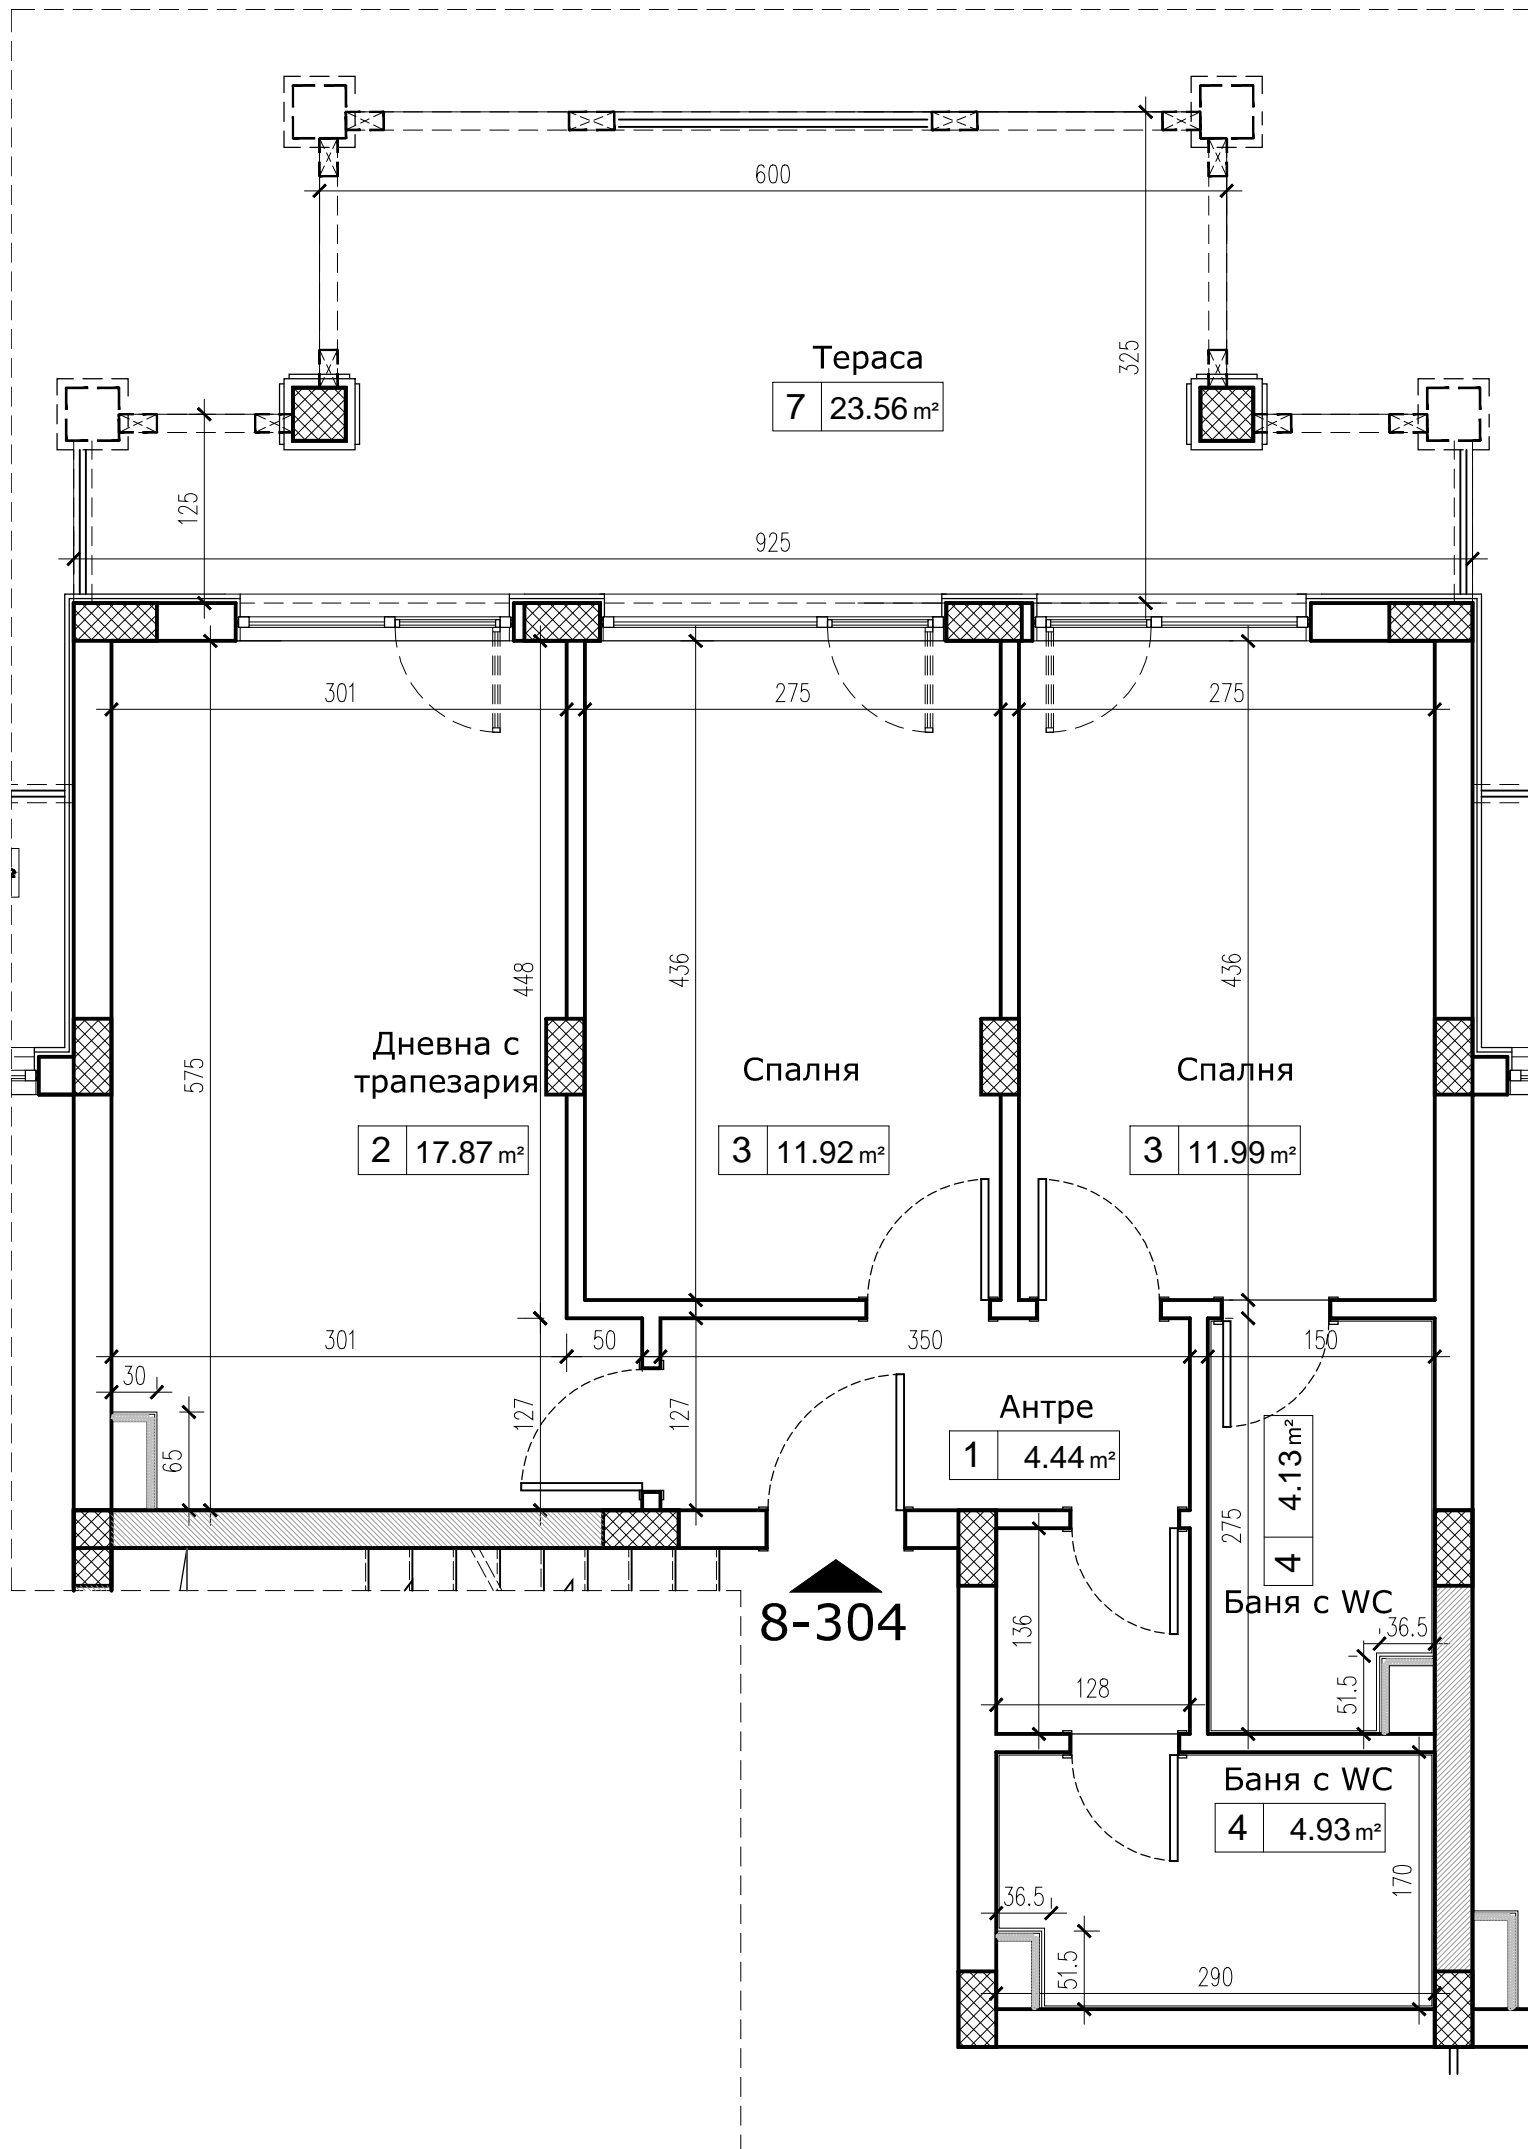 600
Тераса
325
7 23.56 m²
125
925
301
275
275
448
436
436
575
Дневна с
трапезария
Спалня
Спалня
2 17.87 m²
3 11.92 m²
3 11.99 m²
301
50
350
150
30
65
127
127
Антре
1 4.44 m²
4 4.13 m²
275
Баня с WC
8-304
136
36.5
51.5
128
Баня с WC
4 4.93 m²
170
36.5
51.5
290